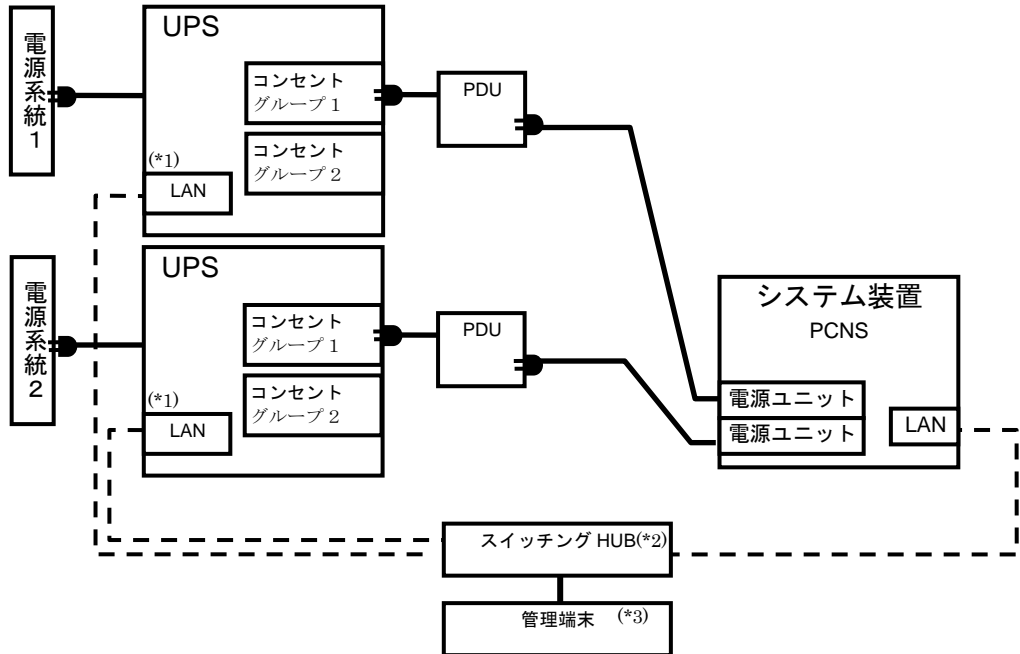 電源系統1
UPS
コンセント
グループ1
コンセント
グループ2
(*1)
LAN
PDU
電源系統2
UPS
コンセント
グループ1
コンセント
グループ2
(*1)
LAN
PDU
システム装置
PCNS
電源ユニット
電源ユニット
LAN
スイッチング HUB(*2)
管理端末 (*3)